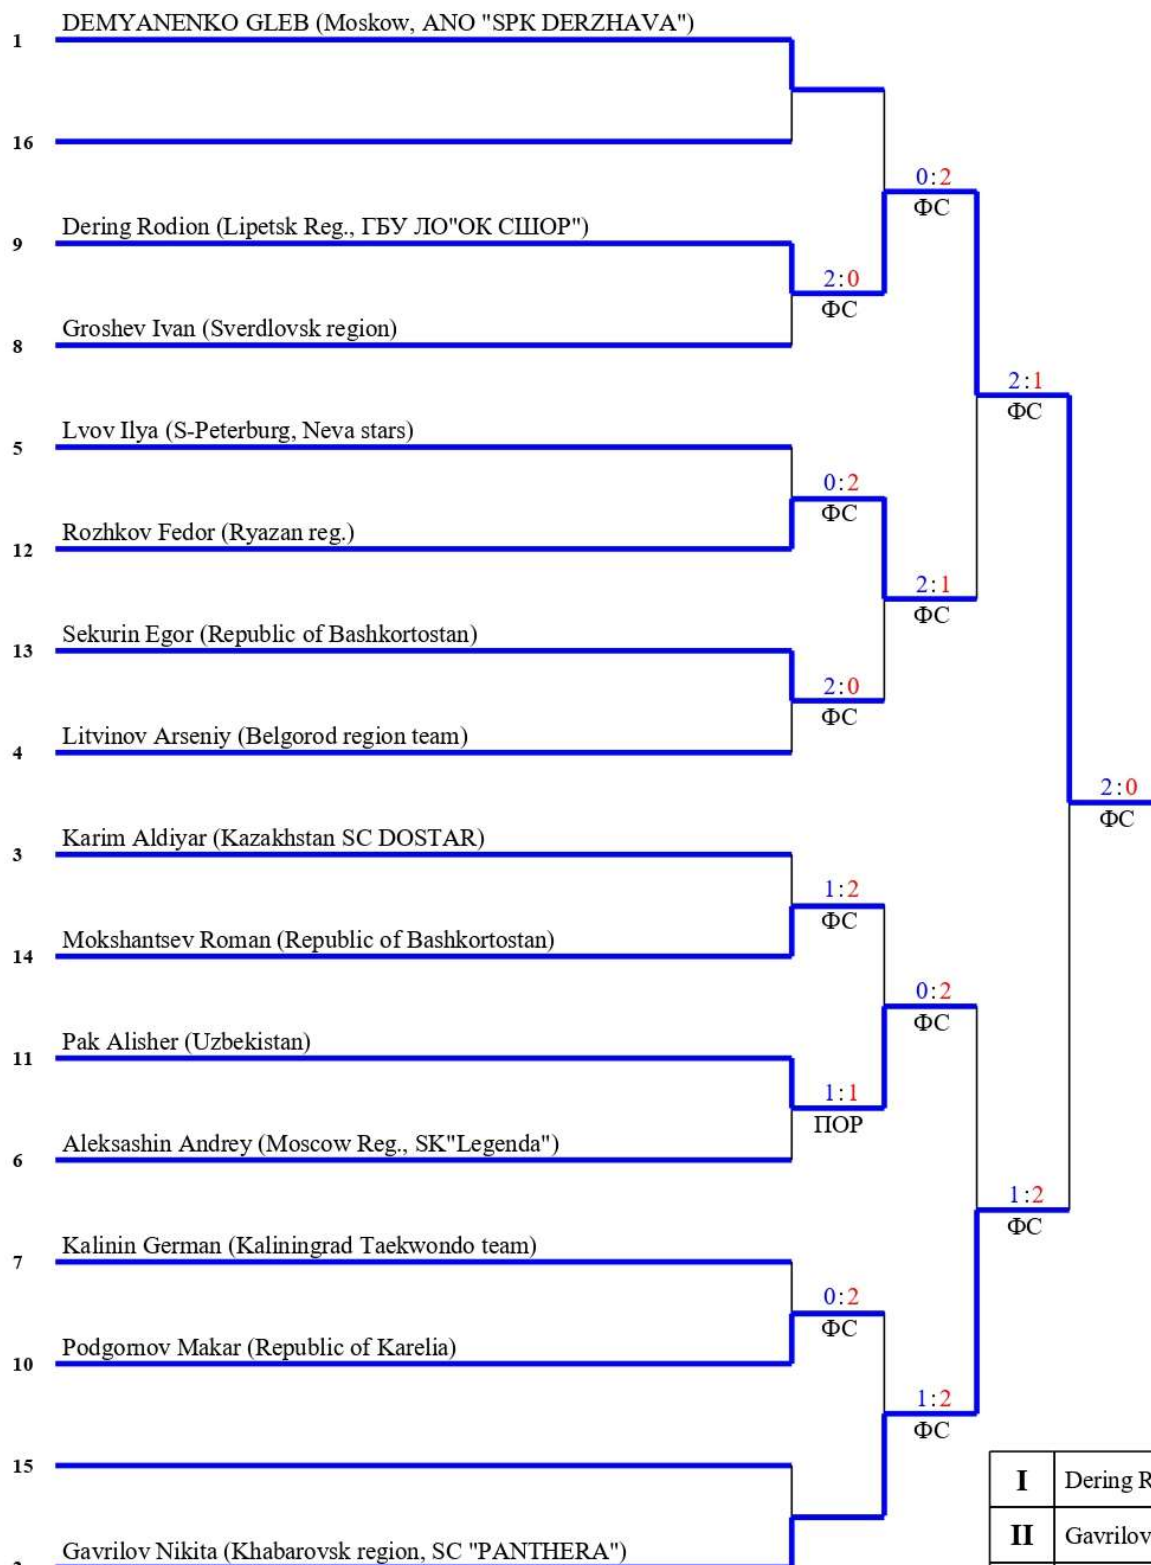 DEMYANENKO GLEB (Moskow, ANO "SPK DERZHAVA")
1
16
0:2
ФС
Dering Rodion (Lipetsk Reg., ГБУ ЛО"ОК СШОР")
9
2:0
ФС
Groshev Ivan (Sverdlovsk region)
8
2:1
ФС
Lvov Ilya (S-Peterburg, Neva stars)
5
0:2
ФС
Rozhkov Fedor (Ryazan reg.)
12
2:1
ФС
Sekurin Egor (Republic of Bashkortostan)
13
2:0
ФС
Litvinov Arseniy (Belgorod region team)
4
2:0
ФС
Karim Aldiyar (Kazakhstan SC DOSTAR)
3
1:2
ФС
Mokshantsev Roman (Republic of Bashkortostan)
14
0:2
ФС
Pak Alisher (Uzbekistan)
11
1:1
ПОР
Aleksashin Andrey (Moscow Reg., SK"Legenda")
6
1:2
ФС
Kalinin German (Kaliningrad Taekwondo team)
7
0:2
ФС
Podgornov Makar (Republic of Karelia)
10
1:2
ФС
15
I Dering R
II Gavrilov
Gavrilov Nikita (Khabarovsk region, SC "PANTHERA")